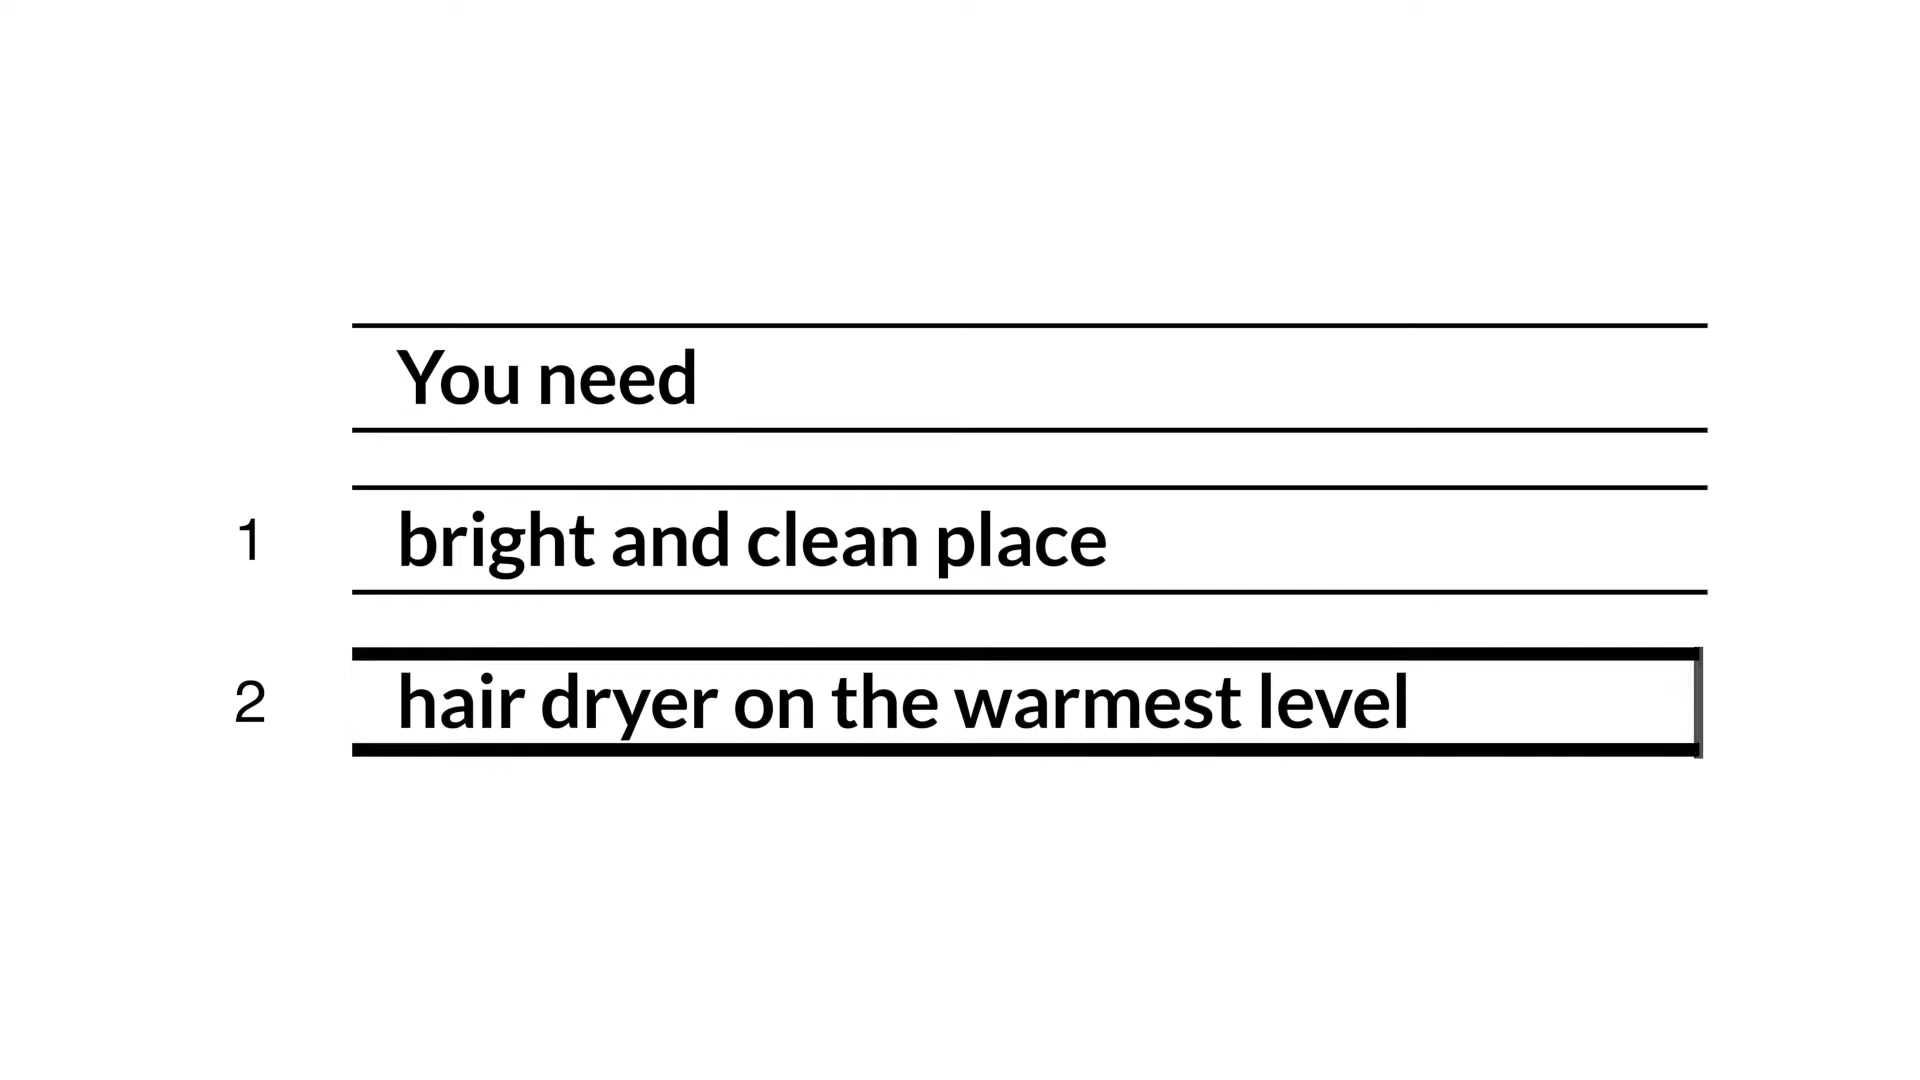 You need
1 bright and clean place
2 hair dryer on the warmest level